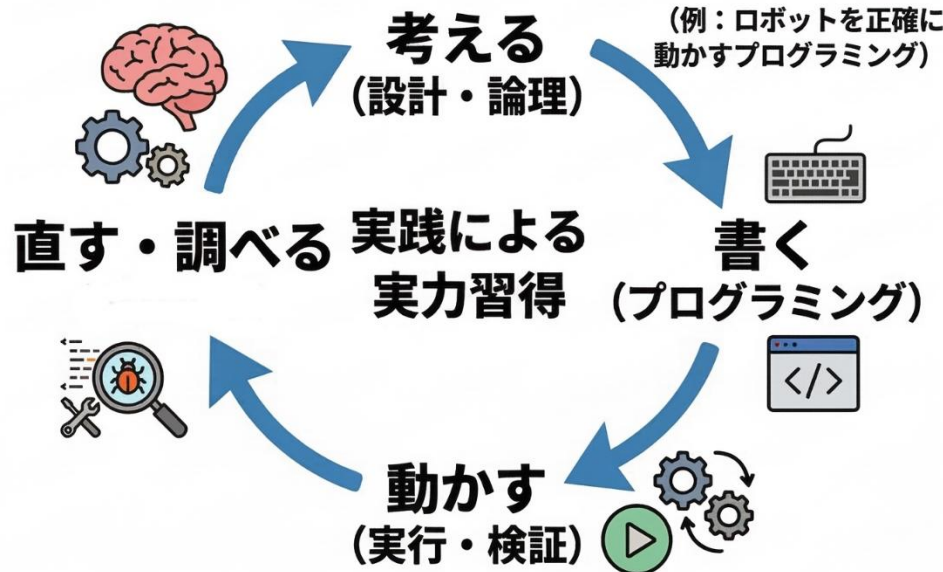 考える
（設計・論理）
（例：ロボットを正確に
動かすプログラミング）
直す・調べる
実践による
実力習得
書く
（プログラミング）
</>
動かす
（実行・検証）